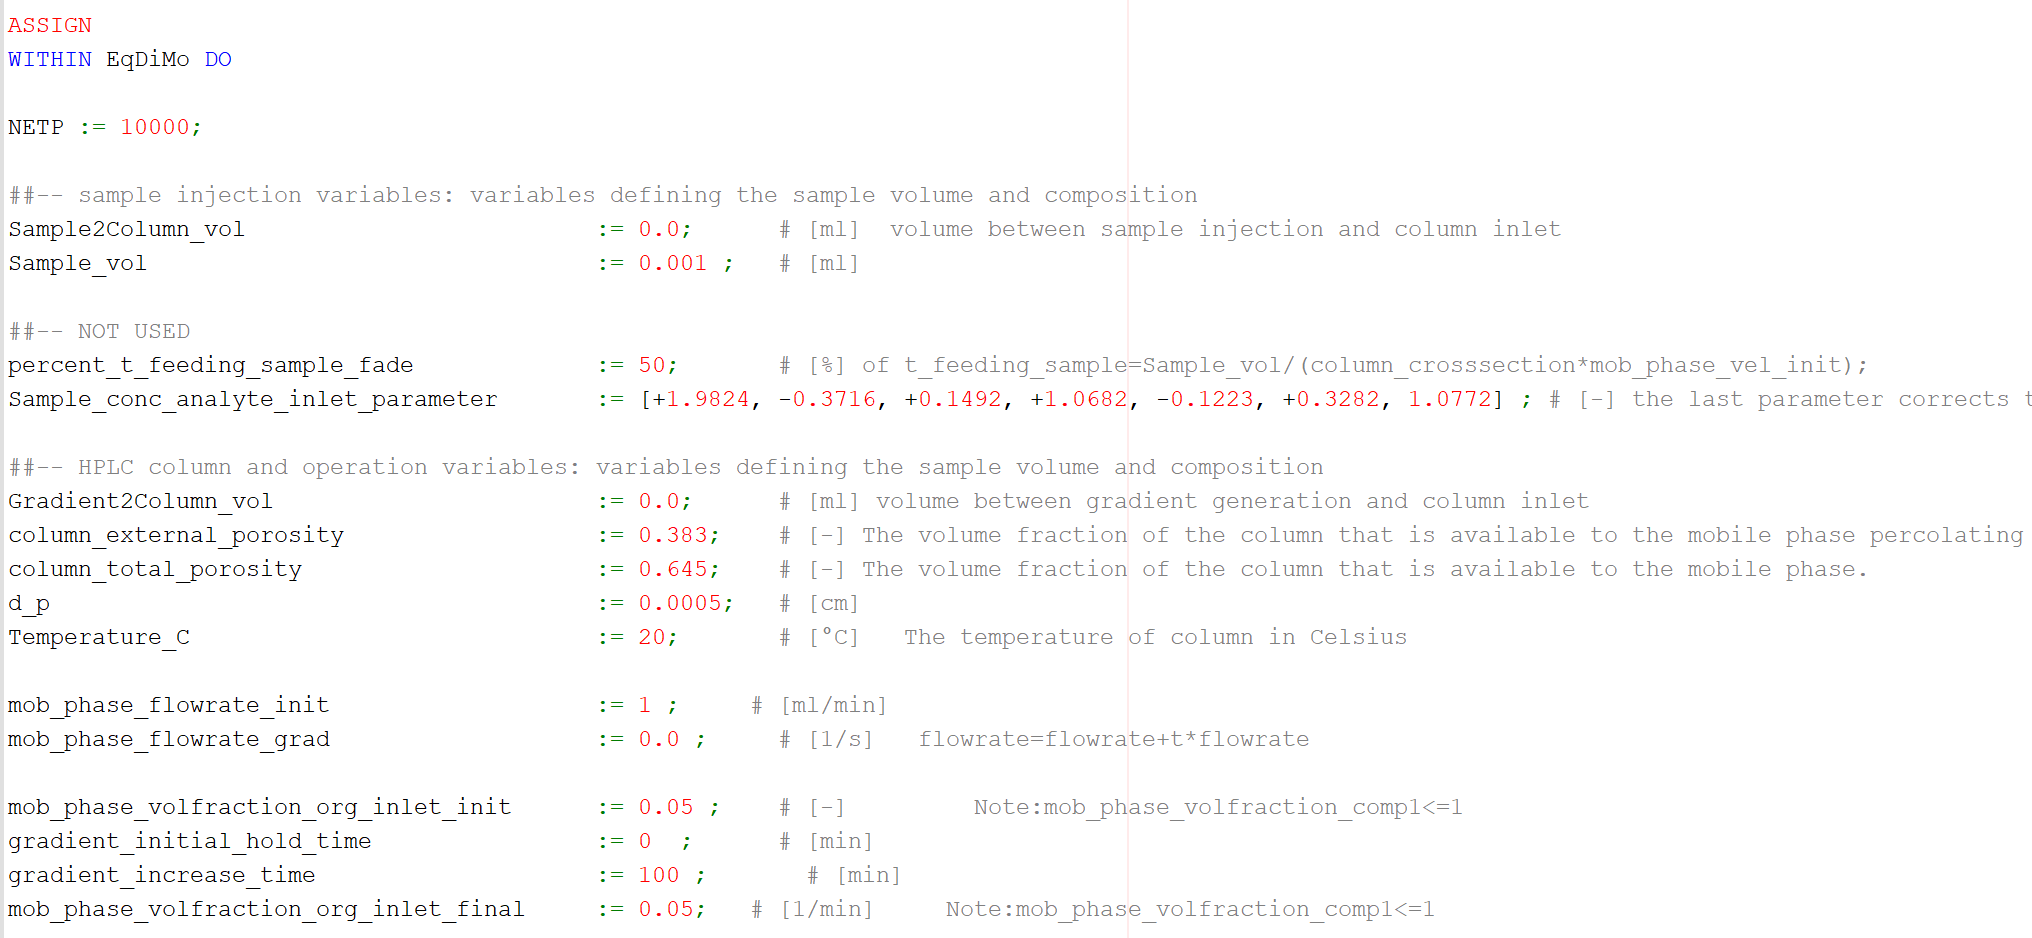 ASSIGN
WITHIN EqDiMo DO
NETP := 10000;
##-- sample injection variables: variables defining the sample volume and composition
Sample2Column_vol := 0.0; # [ml] volume between sample injection and column inlet
Sample_vol := 0.001 ; # [ml]
##-- NOT USED
percent_t_feeding_sample_fade := 50; # [%] of t_feeding_sample=Sample_vol/(column_crosssection*mob_phase_vel_init);
Sample_conc_analyte_inlet_parameter := [+1.9824, -0.3716, +0.1492, +1.0682, -0.1223, +0.3282, 1.0772] ; # [-] the last parameter corrects t
##-- HPLC column and operation variables: variables defining the sample volume and composition
Gradient2Column_vol := 0.0; # [ml] volume between gradient generation and column inlet
column_external_porosity := 0.383; # [-] The volume fraction of the column that is available to the mobile phase percolating
column_total_porosity := 0.645; # [-] The volume fraction of the column that is available to the mobile phase.
d_p := 0.0005; # [cm]
Temperature_C := 20; # [°C] The temperature of column in Celsius
mob_phase_flowrate_init := 1 ; # [ml/min]
mob_phase_flowrate_grad := 0.0 ; # [1/s] flowrate=flowrate+t*flowrate
mob_phase_volfraction_org_inlet_init := 0.05 ; # [-] Note:mob_phase_volfraction_comp1<=1
gradient_initial_hold_time := 0 ; # [min]
gradient_increase_time := 100 ; # [min]
mob_phase_volfraction_org_inlet_final := 0.05; # [1/min] Note:mob_phase_volfraction_comp1<=1